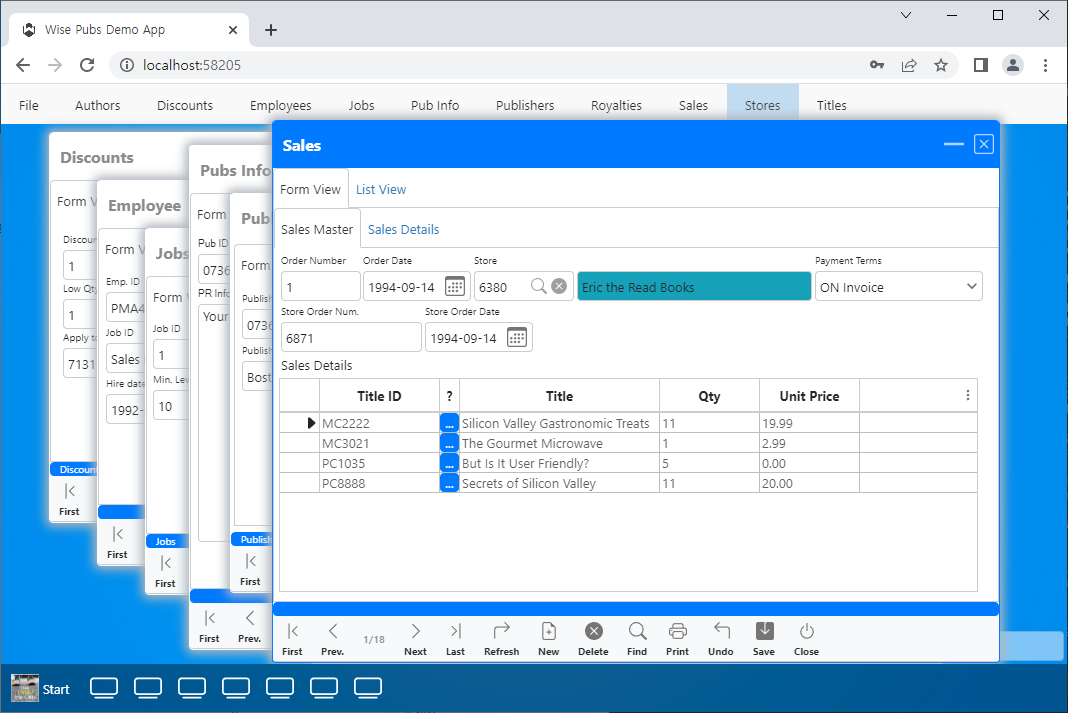 Wise Pubs Demo App
localhost:58205
File Authors Discounts Employees Jobs Pub Info Publishers Royalties Sales Stores Titles
Discounts
Form V
Discoun
1
Low Qty
1
Apply to
7131
Discoun
First
Employee
Form V
Emp. ID
PMA4
Job ID
Sales
Hire date
1992-
First
Jobs
Form
Job ID
1
Min. Lev
10
Jobs
First
Pubs Info
Form
Pub ID
0736
PR Info
Your
First Prev.
Pub
Form
Publish
0736
Publish
Bost
Publish
First
Sales
Form View List View
Sales Master Sales Details
Order Number Order Date Store Payment Terms
1 1994-09-14 6380 Eric the Read Books ON Invoice
Store Order Num. Store Order Date
6871 1994-09-14
Sales Details
Title ID ? Title Qty Unit Price
MC2222 ... Silicon Valley Gastronomic Treats 11 19.99
MC3021 ... The Gourmet Microwave 1 2.99
PC1035 ... But Is It User Friendly? 5 0.00
PC8888 ... Secrets of Silicon Valley 11 20.00
1/18
First Prev. Next Last Refresh New Delete Find Print Undo Save Close
Start